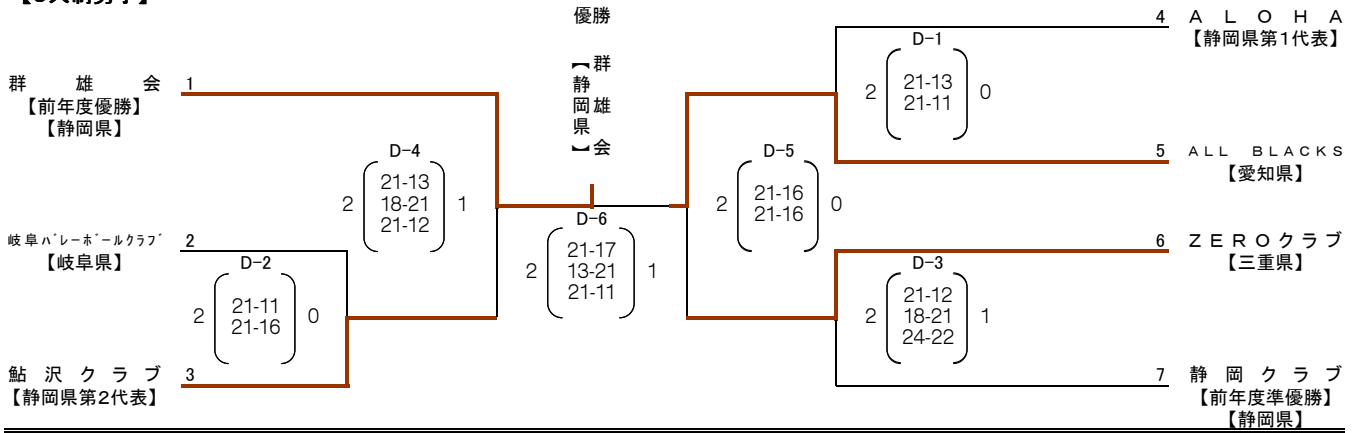 優勝
【静岡県】
群雄会
群雄会 1
【前年度優勝】
【静岡県】
岐阜バレーボールクラブ 2
【岐阜県】
鮎沢クラブ 3
【静岡県第2代表】
D-2
2
21-11
21-16
0
D-4
2
21-13
18-21
21-12
1
D-6
2
21-17
13-21
21-11
1
D-5
2
21-16
21-16
0
D-1
2
21-13
21-11
0
D-3
2
21-12
18-21
24-22
1
4 ALOHA
【静岡県第1代表】
5 ALL BLACKS
【愛知県】
6 ZEROクラブ
【三重県】
7 静岡クラブ
【前年度準優勝】
【静岡県】